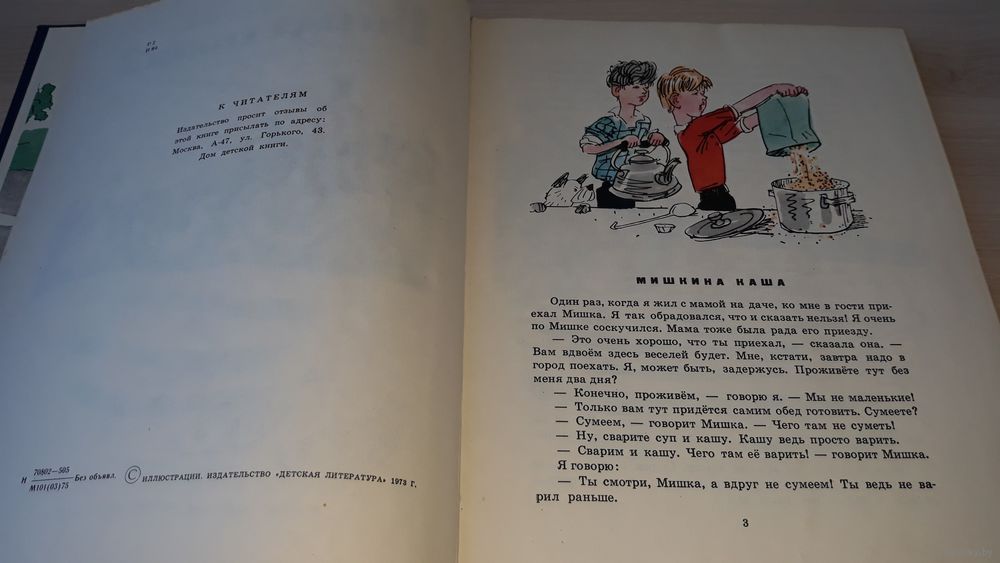 Р 2
Н 84
К ЧИТАТЕЛЯМ
Издательство просит отзывы об
этой книге присылать по адресу:
Москва, А-47, ул. Горького, 43.
Дом детской книги.
Н 70802—505
М101(03)75 Без объявл.
© ИЛЛЮСТРАЦИИ. ИЗДАТЕЛЬСТВО «ДЕТСКАЯ ЛИТЕРАТУРА» 1973 Г.
МИШКИНА КАША
Один раз, когда я жил с мамой на даче, ко мне в гости при-
ехал Мишка. Я так обрадовался, что и сказать нельзя! Я очень
по Мишке соскучился. Мама тоже была рада его приезду.
— Это очень хорошо, что ты приехал, — сказала она. —
Вам вдвоём здесь веселей будет. Мне, кстати, завтра надо в
город поехать. Я, может быть, задержусь. Проживёте тут без
меня два дня?
— Конечно, проживём, — говорю я. — Мы не маленькие!
— Только вам тут придётся самим обед готовить. Сумеете?
— Сумеем, — говорит Мишка. — Чего там не суметь!
— Ну, сварите суп и кашу. Кашу ведь просто варить.
— Сварим и кашу. Чего там её варить! — говорит Мишка.
Я говорю:
— Ты смотри, Мишка, а вдруг не сумеем! Ты ведь не ва-
рил раньше.
3